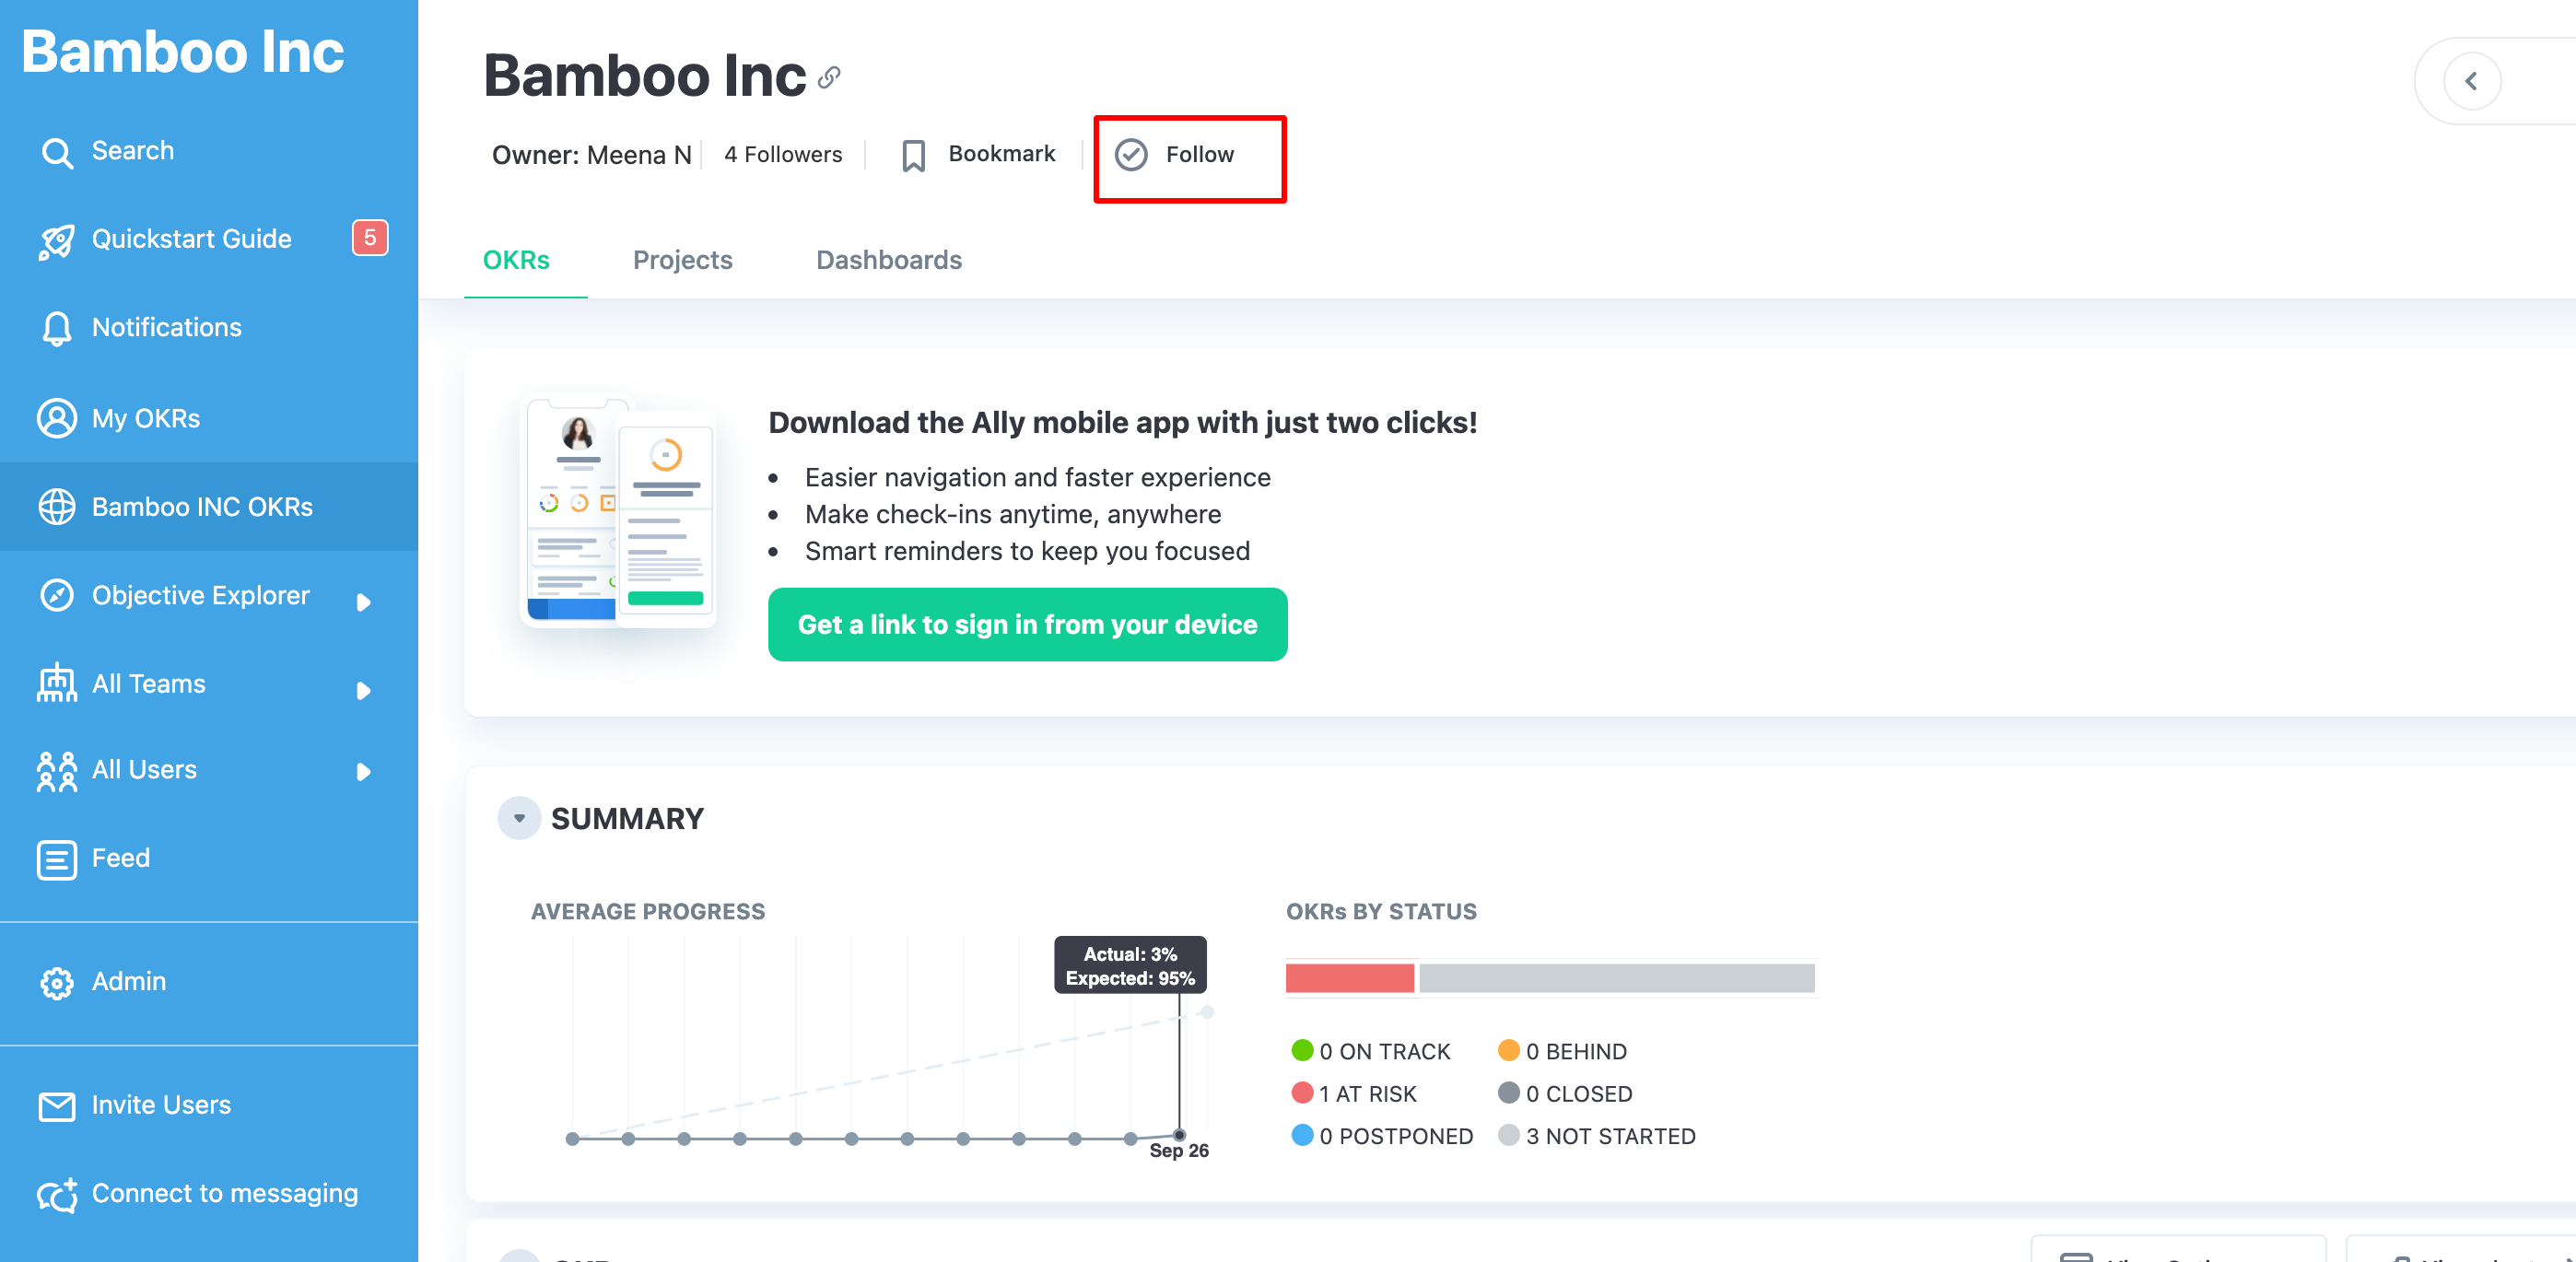 Bamboo Inc
Search
Quickstart Guide
5
Notifications
My OKRs
Bamboo INC OKRs
Objective Explorer
All Teams
All Users
Feed
Admin
Invite Users
Connect to messaging
Bamboo Inc
Owner: Meena N
4 Followers
Bookmark
Follow
OKRs
Projects
Dashboards
Download the Ally mobile app with just two clicks!
• Easier navigation and faster experience
• Make check-ins anytime, anywhere
• Smart reminders to keep you focused
Get a link to sign in from your device
SUMMARY
AVERAGE PROGRESS
Actual: 3%
Expected: 95%
Sep 26
OKRs BY STATUS
0 ON TRACK
0 BEHIND
1 AT RISK
0 CLOSED
0 POSTPONED
3 NOT STARTED